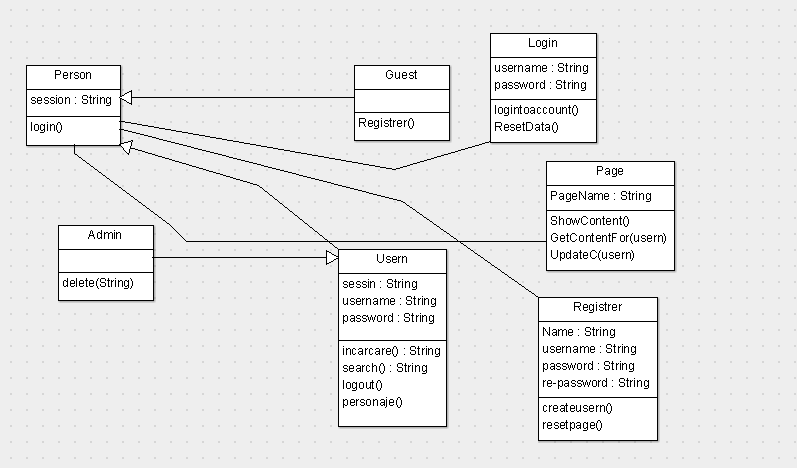 Person
session : String
login()
Guest
Registrer()
Login
username : String
password : String
logintoaccount()
ResetData()
Page
PageName : String
ShowContent()
GetContentFor(usern)
UpdateC(usern)
Admin
delete(String)
Usern
sessin : String
username : String
password : String
incarcare() : String
search() : String
logout()
personaje()
Registrer
Name : String
username : String
password : String
re-password : String
createusern()
resetpage()